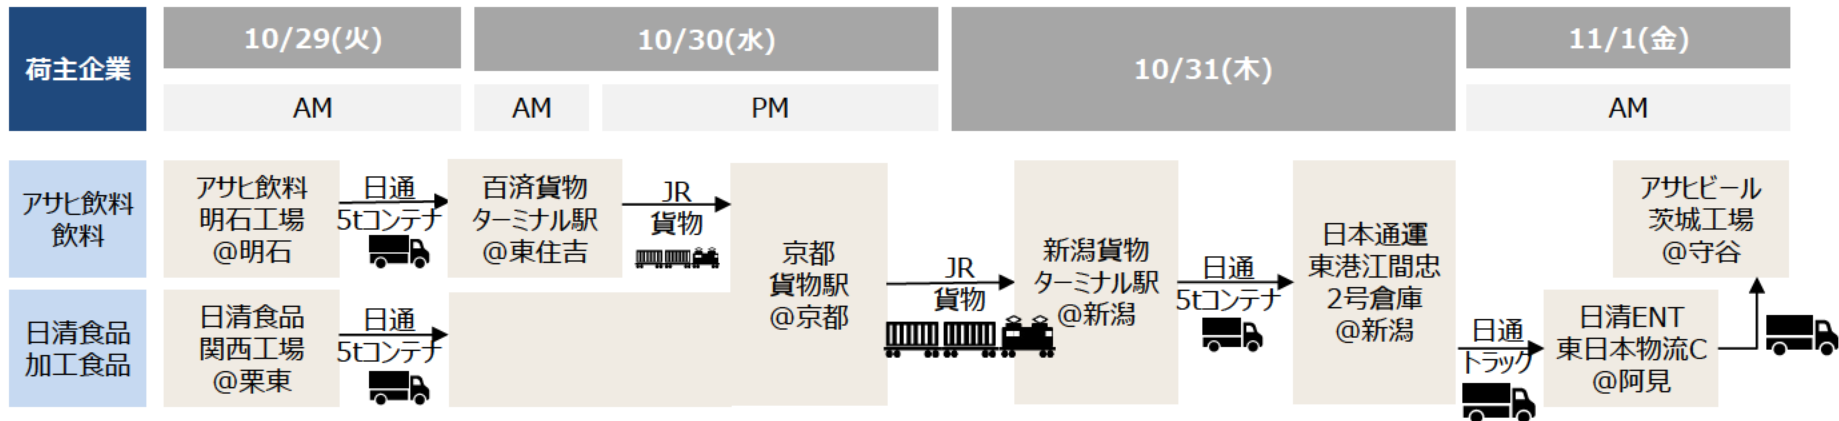 荷主企業
10/29(火)
10/30(水)
10/31(木)
11/1(金)
AM
AM
PM
AM
アサヒ飲料
飲料
アサヒ飲料
明石工場
@明石
日通
5tコンテナ
百済貨物
ターミナル駅
@東住吉
JR
貨物
京都
貨物駅
@京都
JR
貨物
新潟貨物
ターミナル駅
@新潟
日通
5tコンテナ
日本通運
東港江間忠
2号倉庫
@新潟
アサヒビール
茨城工場
@守谷
日清食品
加工食品
日清食品
関西工場
@栗東
日通
5tコンテナ
日通
トラック
日清ENT
東日本物流C
@阿見